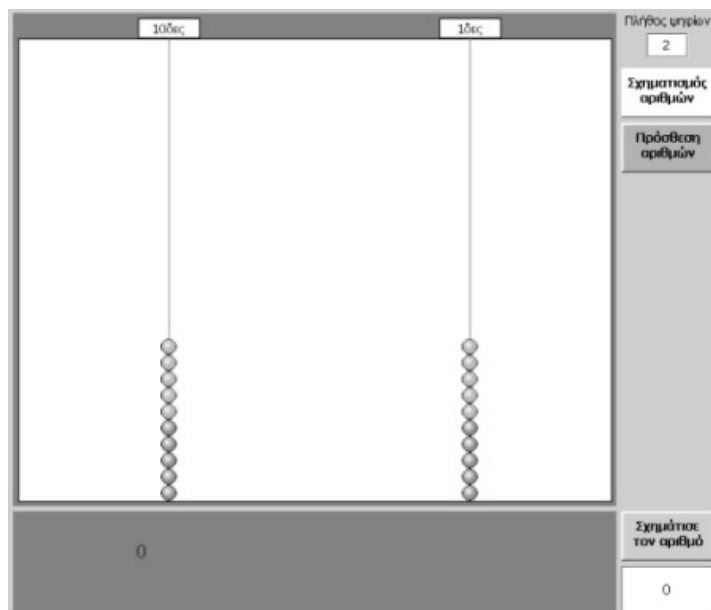 10δες
1δες
Πλήθος ψηφίων
2
Σχηματισμός
αριθμών
Πρόσθεση
αριθμών
0
Σχημάτισε
τον αριθμό
0